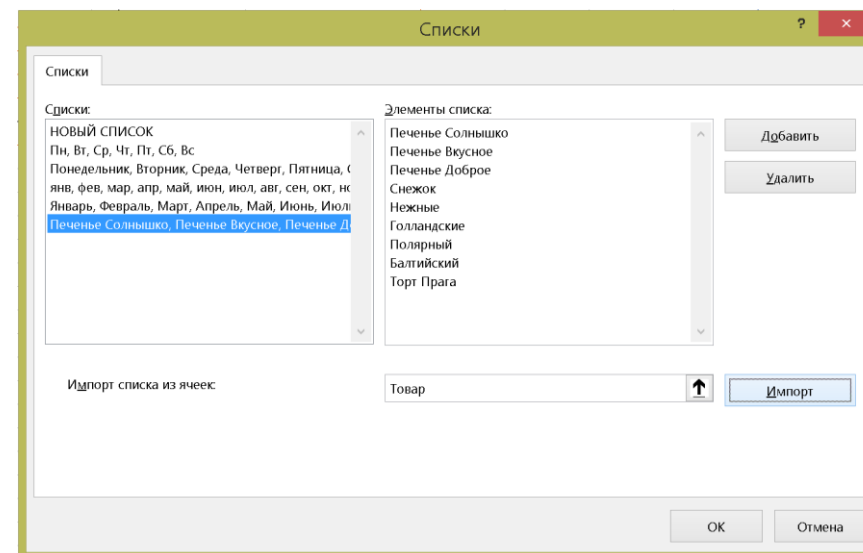 Списки
?
×
Списки
Списки:
НОВЫЙ СПИСОК
Пн, Вт, Ср, Чт, Пт, Сб, Вс
Понедельник, Вторник, Среда, Четверг, Пятница,
янв, фев, мар, апр, май, июн, июл, авг, сен, окт,
Январь, Февраль, Март, Апрель, Май, Июнь,
Печенье Солнышко, Печенье Вкусное, Печенье
Элементы списка:
Печенье Солнышко
Печенье Вкусное
Печенье Доброе
Снежок
Нежные
Голландские
Полярный
Балтийский
Торт Прага
Добавить
Удалить
Импорт списка из ячеек:
Товар
Импорт
ОК
Отмена